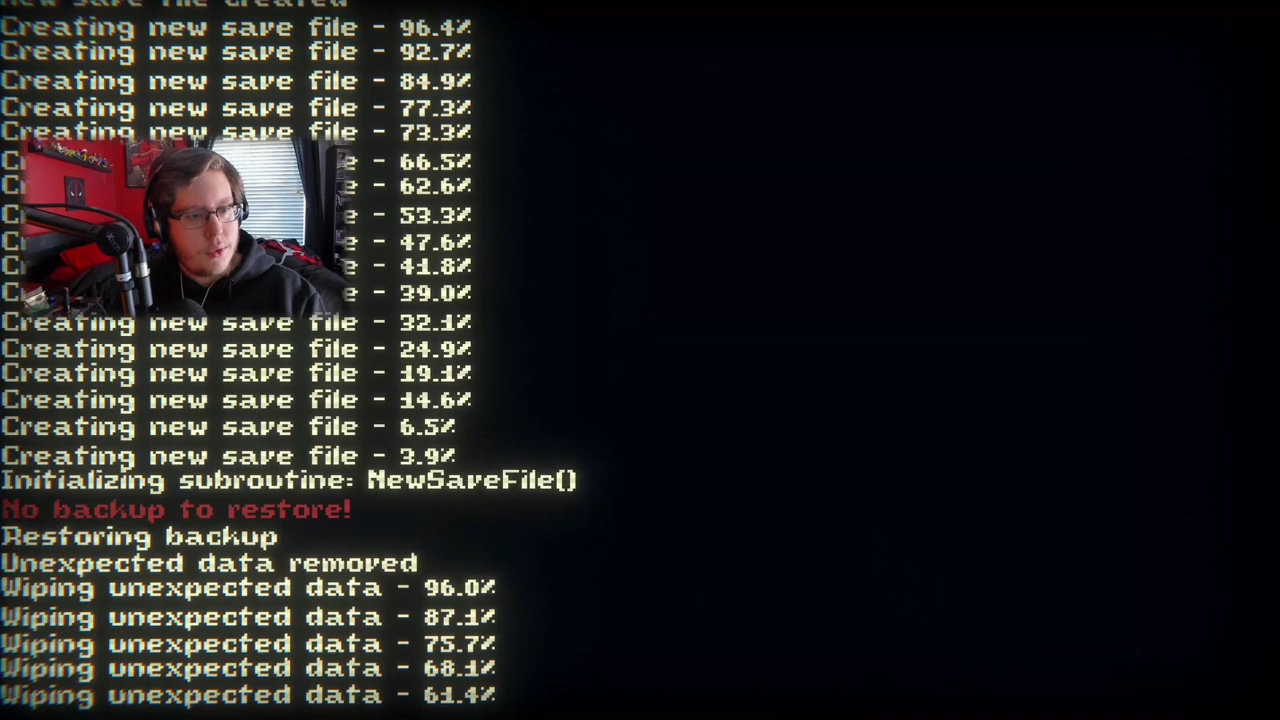 New save file created
Creating new save file - 96.4%
Creating new save file - 92.7%
Creating new save file - 84.9%
Creating new save file - 77.3%
Creating new save file - 73.3%
Cr e - 66.5%
Cr e - 62.6%
C e - 53.3%
C e - 47.6%
C e - 41.8%
C e - 39.0%
Creating new save file - 32.1%
Creating new save file - 24.9%
Creating new save file - 19.1%
Creating new save file - 14.6%
Creating new save file - 6.5%
Creating new save file - 3.9%
Initializing subroutine: NewSaveFile()
No backup to restore!
Restoring backup
Unexpected data removed
Wiping unexpected data - 96.0%
Wiping unexpected data - 87.1%
Wiping unexpected data - 75.7%
Wiping unexpected data - 68.1%
Wiping unexpected data - 61.4%